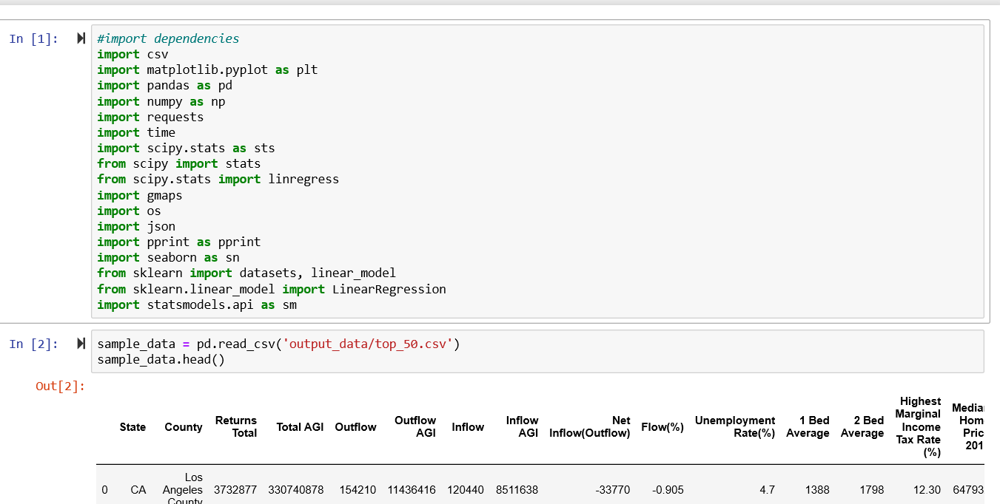 In [1]:
#import dependencies
import csv
import matplotlib.pyplot as plt
import pandas as pd
import numpy as np
import requests
import time
import scipy.stats as sts
from scipy import stats
from scipy.stats import linregress
import gmaps
import os
import json
import pprint as pprint
import seaborn as sn
from sklearn import datasets, linear_model
from sklearn.linear_model import LinearRegression
import statsmodels.api as sm
In [2]:
sample_data = pd.read_csv('output_data/top_50.csv')
sample_data.head()
Out[2]:
State County Returns Total Total AGI Outflow Outflow AGI Inflow Inflow AGI Net Inflow(Outflow) Flow(%) Unemployment Rate(%) 1 Bed Average 2 Bed Average Highest Marginal Income Tax Rate (%) Media Hom Pric 201
0 CA Los Angeles County 3732877 330740878 154210 11436416 120440 8511638 -33770 -0.905 4.7 1388 1798 12.30 64793